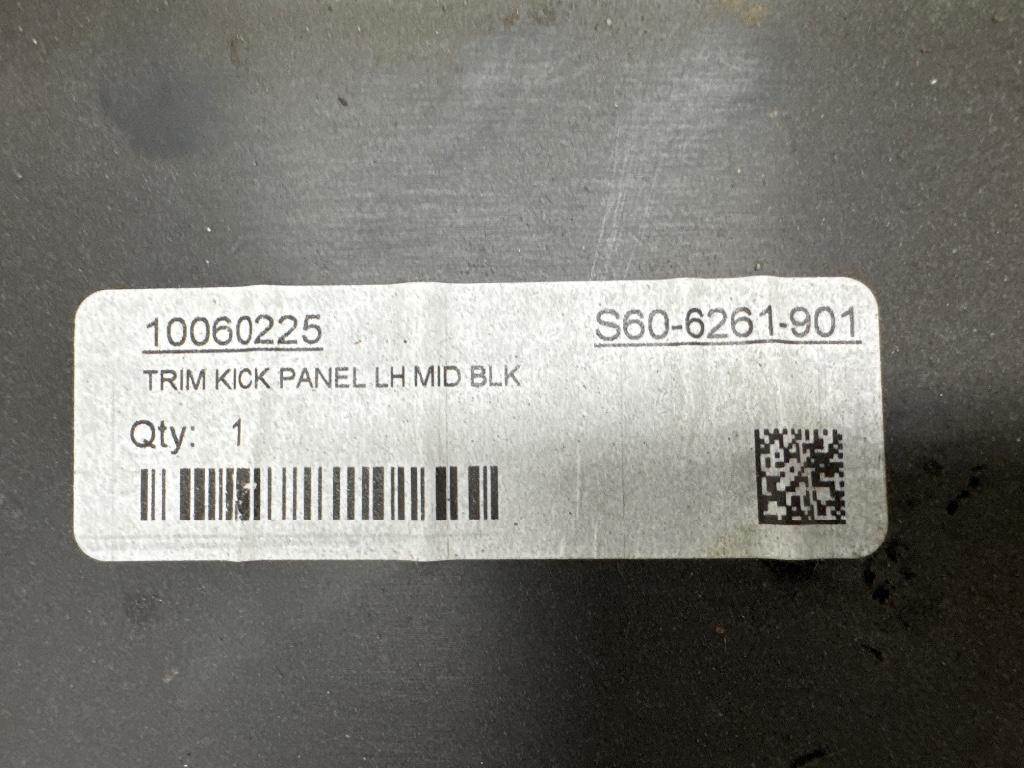 10060225 S60-6261-901
TRIM KICK PANEL LH MID BLK
Qty: 1